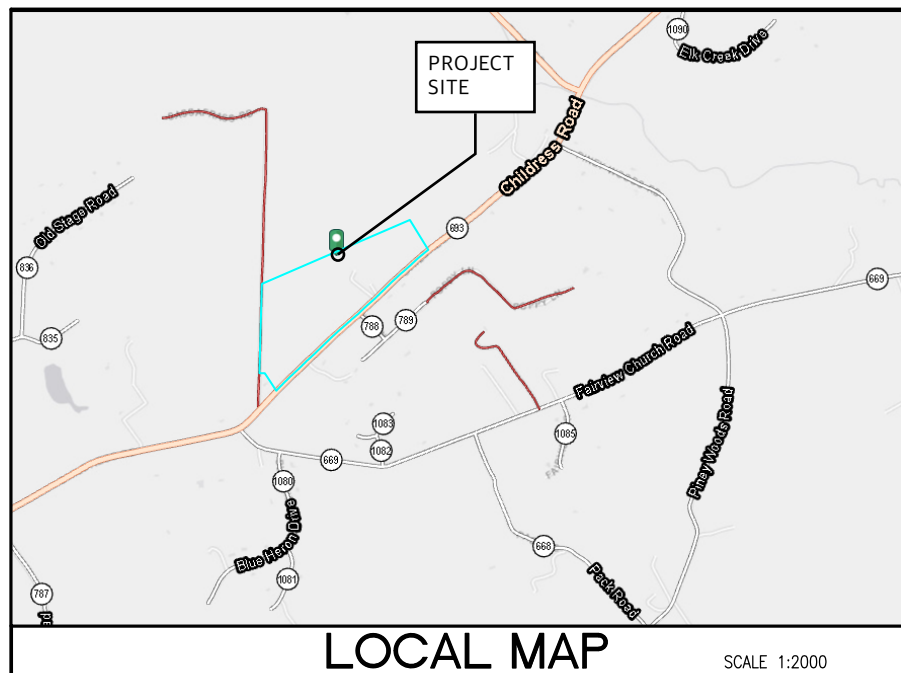 1090
Elk Creek Drive
PROJECT
SITE
Childress Road
Old Stage Road
693
836
669
835
788
789
Fairview Church Road
1083
1082
1085
669
1080
Piney Woods Road
Blue Heron Drive
668
1081
787
Pack Road
LOCAL MAP
SCALE 1:2000